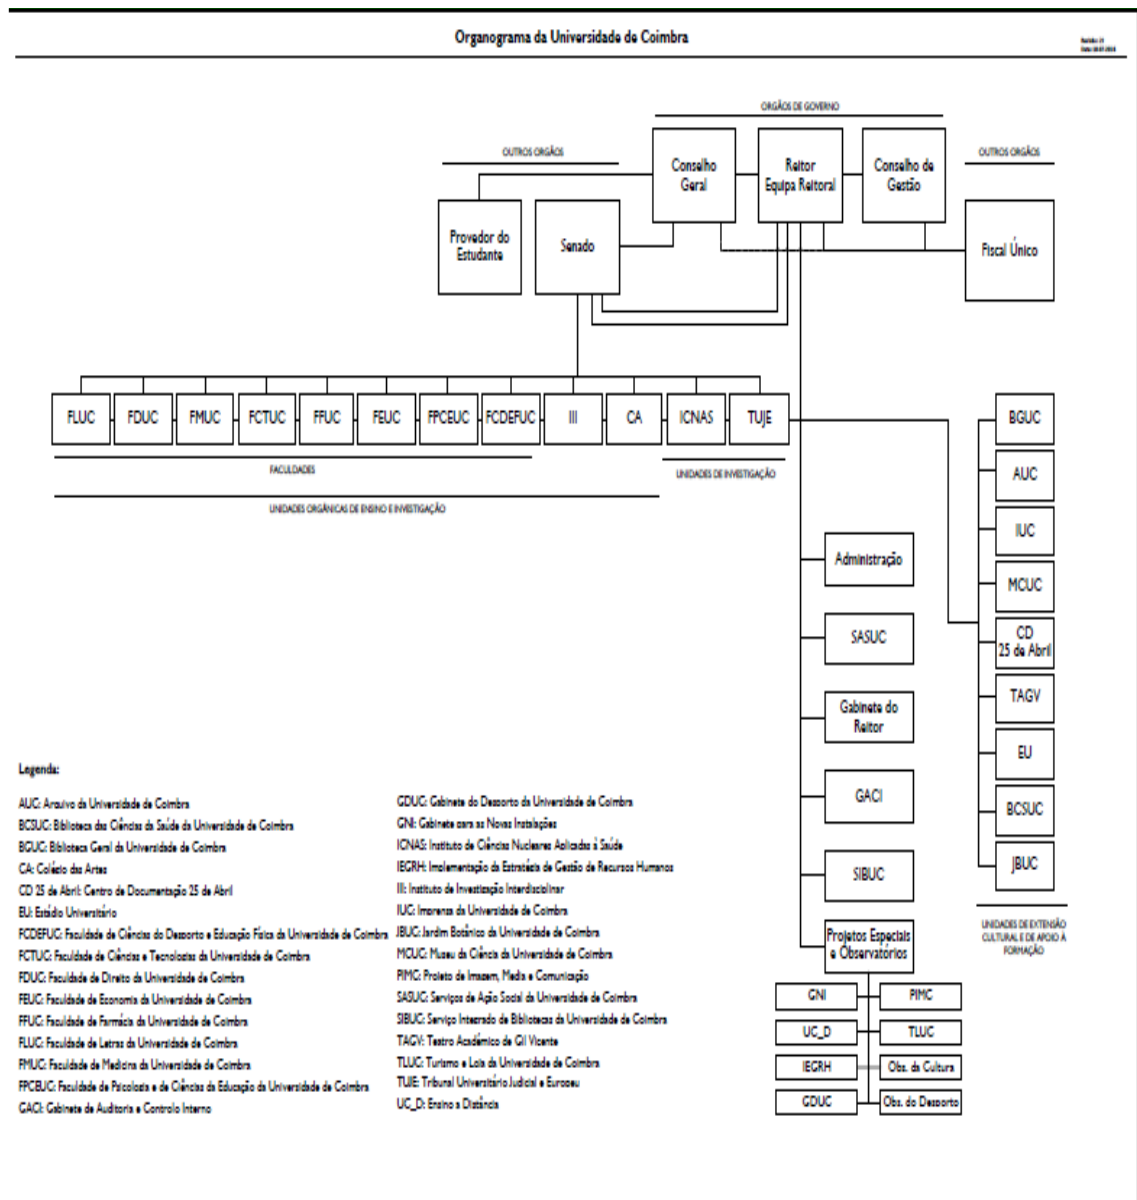 Organograma da Universidade de Coimbra
ORGÃOS DE GOVERNO
OUTROS ORGÃOS
OUTROS ORGÃOS
Conselho
Geral
Reitor
Equipa Reitoral
Conselho de
Gestão
Provedor do
Estudante
Senado
Fiscal Único
FLUC
FDUC
FMUC
FCTUC
FFUC
FEUC
FPCEUC
FCDEFUC
III
CA
ICNAS
TUJE
FACULDADES
UNIDADES DE INVESTIGAÇÃO
UNIDADES ORGÂNICAS DE ENSINO E INVESTIGAÇÃO
BGUC
AUC
IUC
MCUC
CD
25 de Abril
TAGV
EU
BCSUC
JBUC
UNIDADES DE EXTENSÃO
CULTURAL E DE APOIO À
FORMAÇÃO
Administração
SASUC
Gabinete do
Reitor
GACI
SIBUC
Projetos Especiais
e Observatórios
GNI
PIMC
UC_D
TLUC
IEGRH
Obs. da Cultura
GDUC
Obs. do Desporto
Legenda:
AUC: Arquivo da Universidade de Coimbra
BCSUC: Biblioteca das Ciências da Saúde da Universidade de Coimbra
BGUC: Biblioteca Geral da Universidade de Coimbra
CA: Colégio das Artes
CD 25 de Abril: Centro de Documentação 25 de Abril
EU: Estádio Universitário
FCDEFUC: Faculdade de Ciências do Desporto e Educação Física da Universidade de Coimbra
FCTUC: Faculdade de Ciências e Tecnologias da Universidade de Coimbra
FDUC: Faculdade de Direito da Universidade de Coimbra
FEUC: Faculdade de Economia da Universidade de Coimbra
FFUC: Faculdade de Farmácia da Universidade de Coimbra
FLUC: Faculdade de Letras da Universidade de Coimbra
FMUC: Faculdade de Medicina da Universidade de Coimbra
FPCEUC: Faculdade de Psicologia e de Ciências da Educação da Universidade de Coimbra
GACI: Gabinete de Auditoria e Controlo Interno
GDUC: Gabinete do Desporto da Universidade de Coimbra
GNI: Gabinete para as Novas Instalações
ICNAS: Instituto de Ciências Nucleares Aplicadas à Saúde
IEGRH: Implementação da Estratégia de Gestão de Recursos Humanos
III: Instituto de Investigação Interdisciplinar
IUC: Imprensa da Universidade de Coimbra
JBUC: Jardim Botânico da Universidade de Coimbra
MCUC: Museu da Ciência da Universidade de Coimbra
PIMC: Projeto de Imagem, Media e Comunicação
SASUC: Serviços de Ação Social da Universidade de Coimbra
SIBUC: Serviço Integrado de Bibliotecas da Universidade de Coimbra
TAGV: Teatro Académico de Gil Vicente
TLUC: Turismo e Loja da Universidade de Coimbra
TUJE: Tribunal Universitário Judicial e Europeu
UC_D: Ensino a Distância